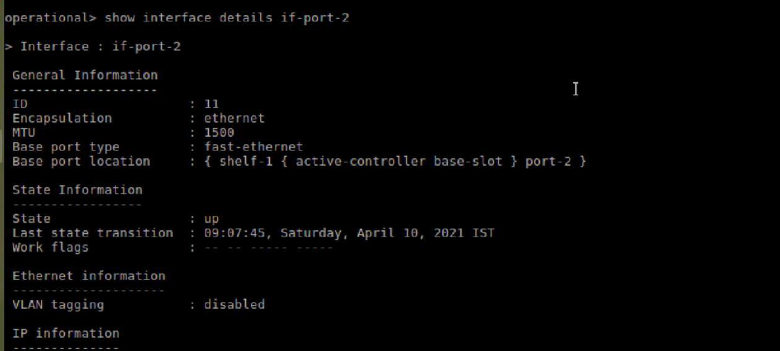 operational> show interface details if-port-2
> Interface : if-port-2
General Information
-------------------
ID : 11
Encapsulation : ethernet
MTU : 1500
Base port type : fast-ethernet
Base port location : { shelf-1 { active-controller base-slot } port-2 }
State Information
-----------------
State : up
Last state transition : 09:07:45, Saturday, April 10, 2021 IST
Work flags : -- -- ----- -----
Ethernet information
--------------------
VLAN tagging : disabled
IP information
--------------